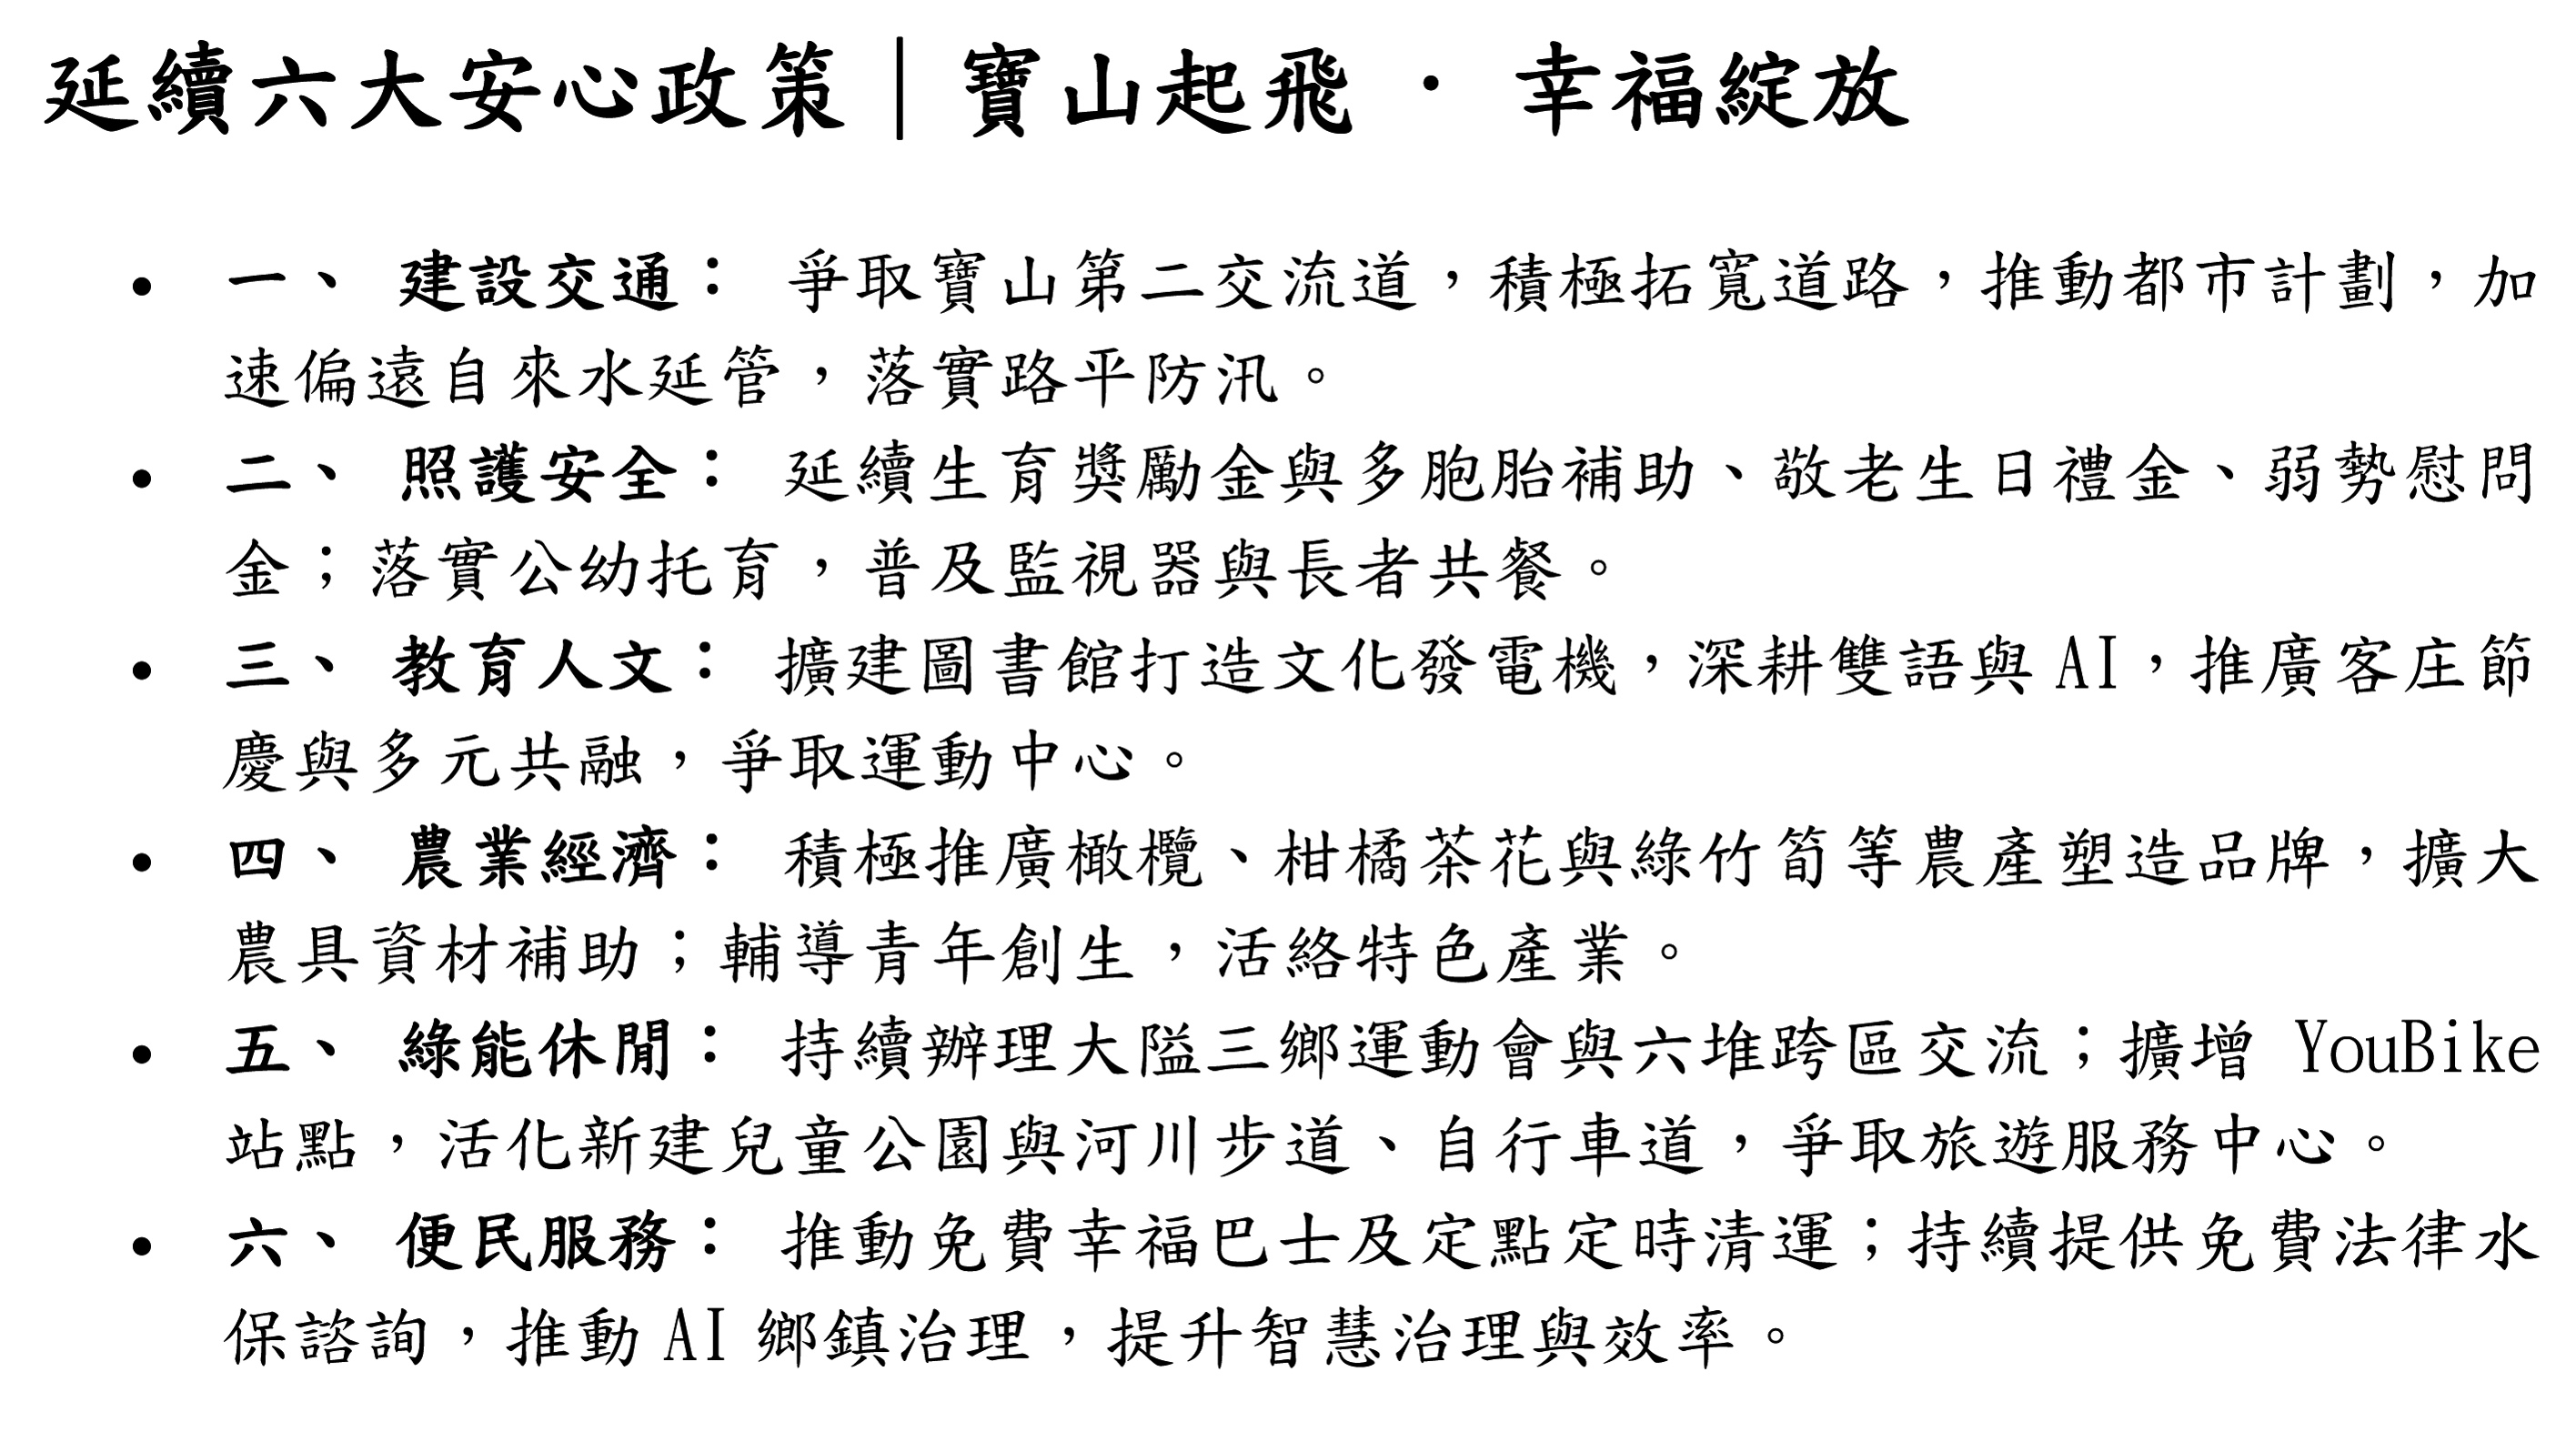 延續六大安心政策｜寶山起飛 · 幸福綻放
• 一、 建設交通： 爭取寶山第二交流道，積極拓寬道路，推動都市計劃，加
速偏遠自來水延管，落實路平防汛。
• 二、 照護安全： 延續生育獎勵金與多胞胎補助、敬老生日禮金、弱勢慰問
金；落實公幼托育，普及監視器與長者共餐。
• 三、 教育人文： 擴建圖書館打造文化發電機，深耕雙語與 AI，推廣客庄節
慶與多元共融，爭取運動中心。
• 四、 農業經濟： 積極推廣橄欖、柑橘茶花與綠竹筍等農產塑造品牌，擴大
農具資材補助；輔導青年創生，活絡特色產業。
• 五、 綠能休閒： 持續辦理大隘三鄉運動會與六堆跨區交流；擴增 YouBike
站點，活化新建兒童公園與河川步道、自行車道，爭取旅遊服務中心。
• 六、 便民服務： 推動免費幸福巴士及定點定時清運；持續提供免費法律水
保諮詢，推動 AI 鄉鎮治理，提升智慧治理與效率。